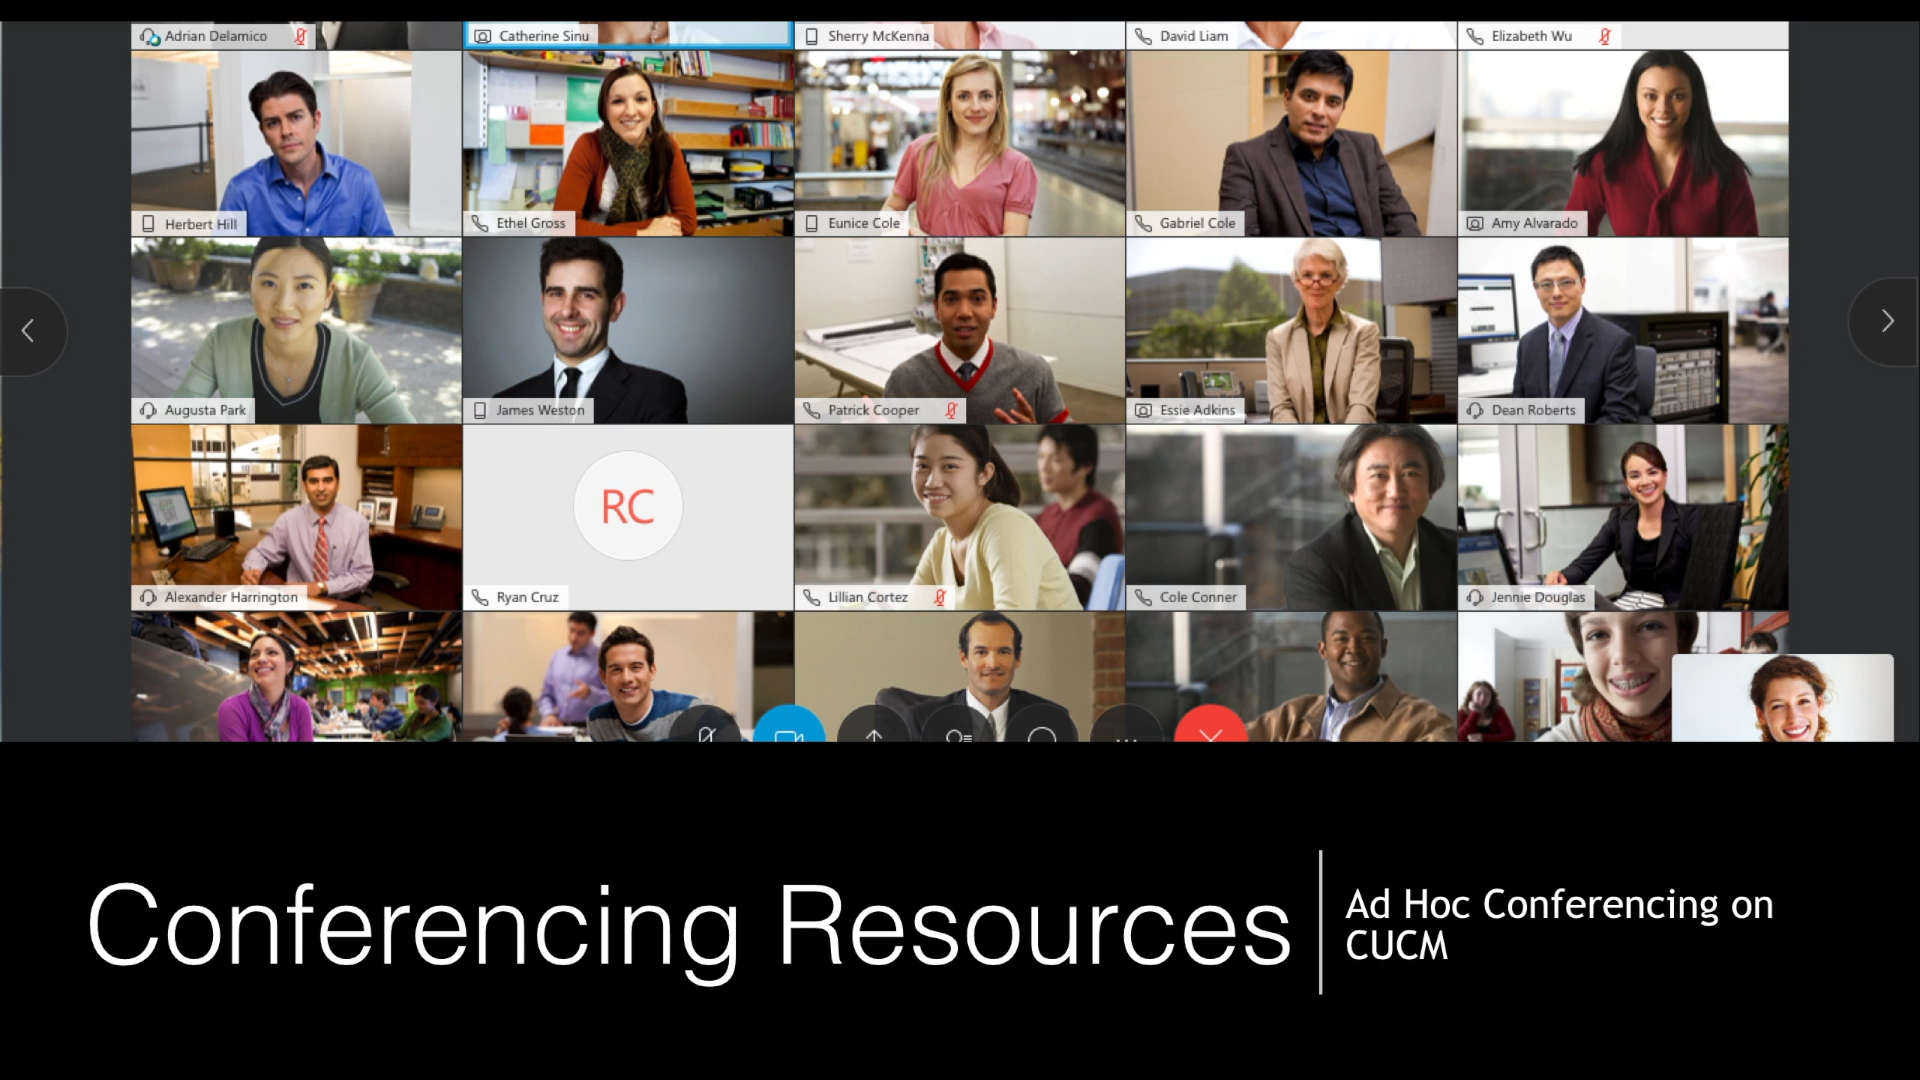 Adrian Delamico
Catherine Sinu
Sherry McKenna
David Liam
Elizabeth Wu
Herbert Hill
Ethel Gross
Eunice Cole
Gabriel Cole
Amy Alvarado
Augusta Park
James Weston
Patrick Cooper
Essie Adkins
Dean Roberts
RC
Alexander Harrington
Ryan Cruz
Lillian Cortez
Cole Conner
Jennie Douglas
Conferencing Resources
Ad Hoc Conferencing on
CUCM